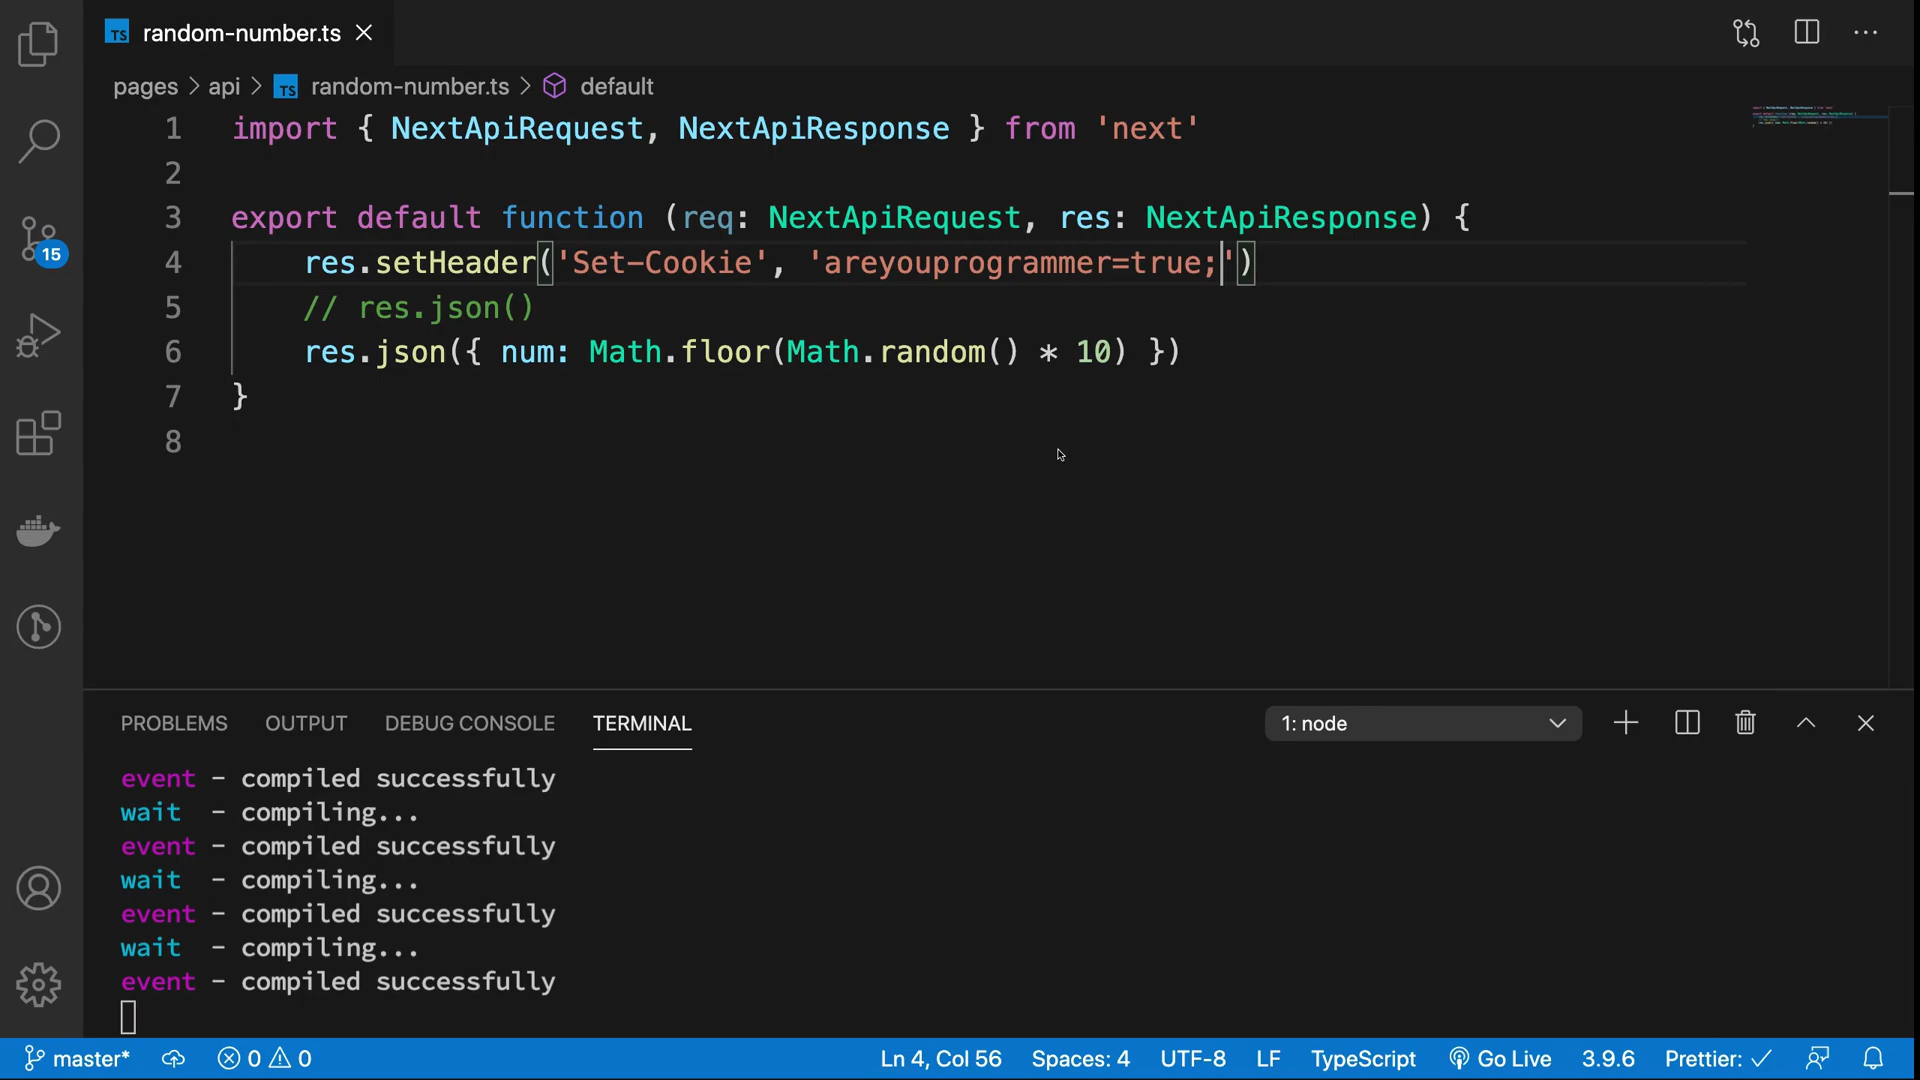 TS random-number.ts
pages > api > TS random-number.ts > default
1 import { NextApiRequest, NextApiResponse } from 'next'
2
3 export default function (req: NextApiRequest, res: NextApiResponse) {
4 res.setHeader('Set-Cookie', 'areyouprogrammer=true;')
5 // res.json()
6 res.json({ num: Math.floor(Math.random() * 10) })
7 }
8
15
PROBLEMS OUTPUT DEBUG CONSOLE TERMINAL 1: node
event - compiled successfully
wait - compiling...
event - compiled successfully
wait - compiling...
event - compiled successfully
wait - compiling...
event - compiled successfully
master* 0 0 Ln 4, Col 56 Spaces: 4 UTF-8 LF TypeScript Go Live 3.9.6 Prettier: ✓